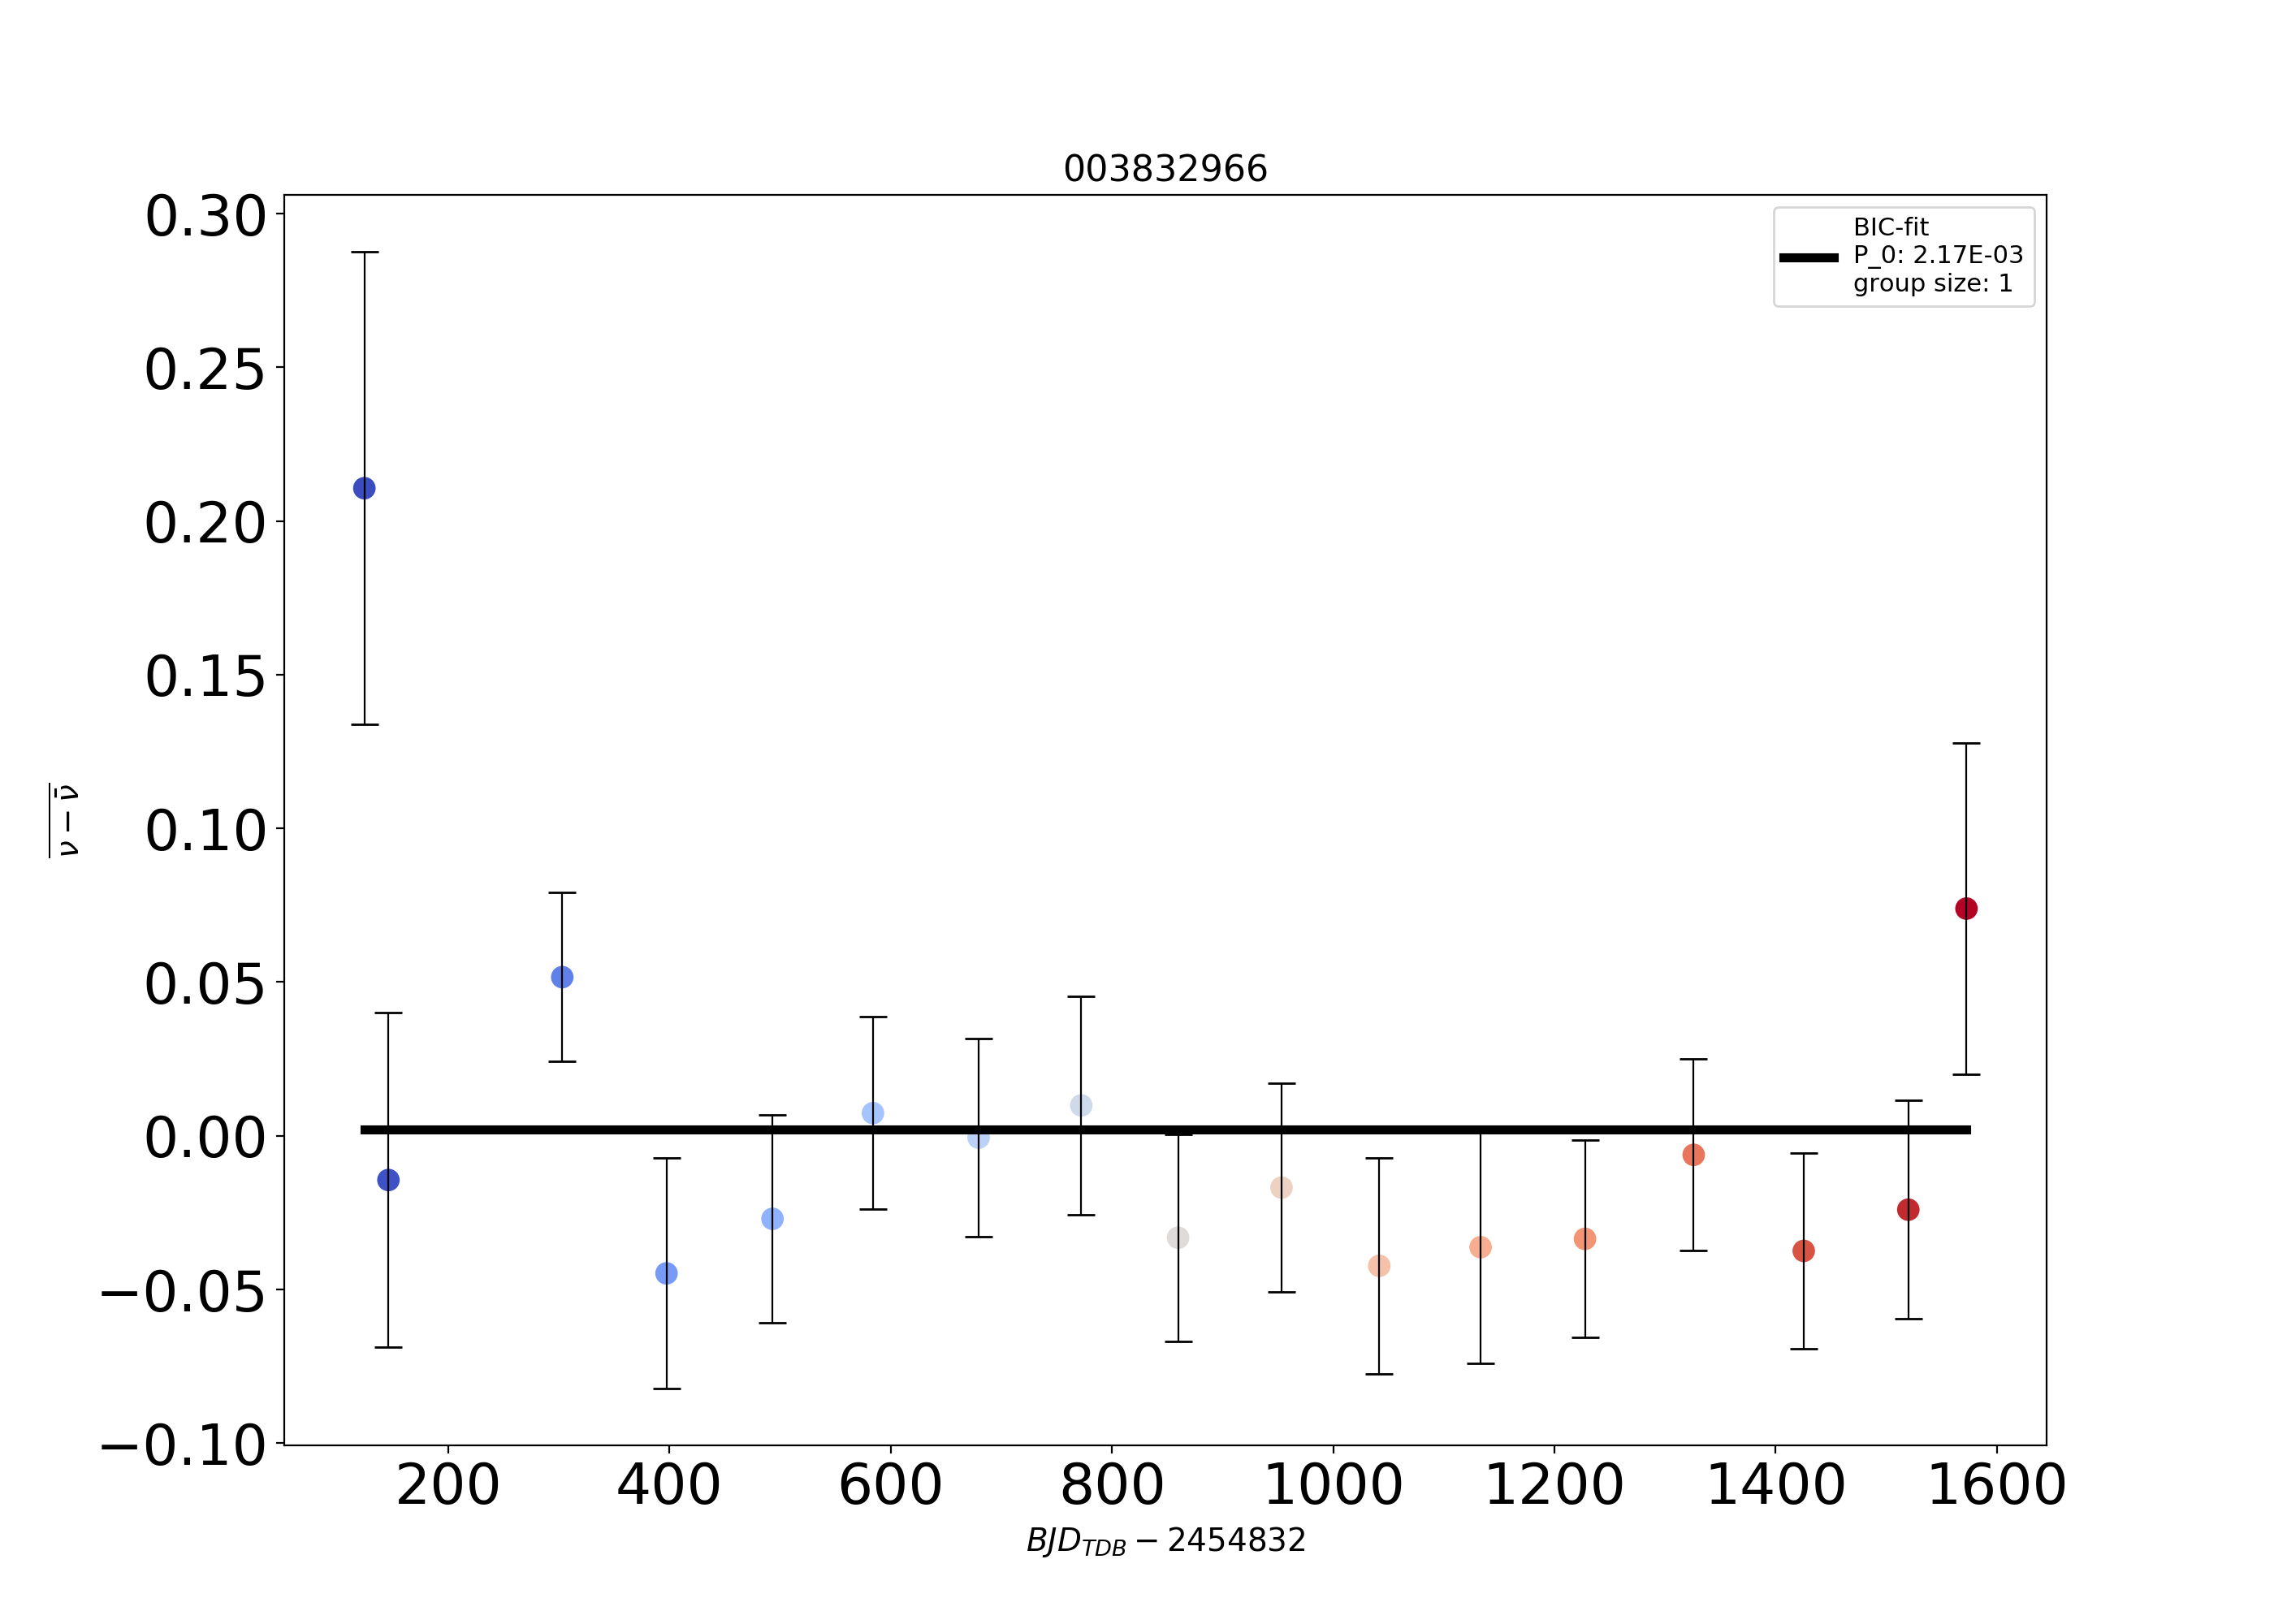 003832966
BIC-fit
P_0: 2.17E-03
group size: 1
0.30
0.25
0.20
0.15
0.10
0.05
0.00
−0.05
−0.10
ν − ν̄
200 400 600 800 1000 1200 1400 1600
BJD_TDB − 2454832